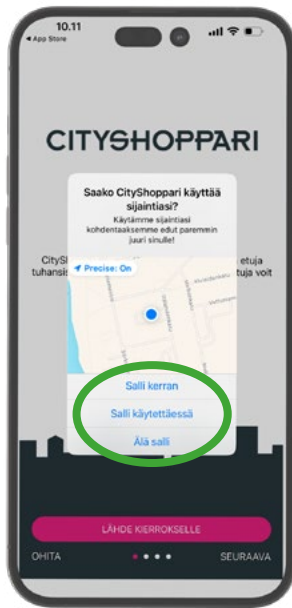 10.11
◀ App Store
CITYSHOPPARI
Saako CityShoppari käyttää
sijaintiasi?
Käytämme sijaintiasi
kohdentaaksemme edut paremmin
juuri sinulle!
CitySh etuja
tuhansis tuja voit
Precise: On
Salli kerran
Salli käytettäessä
Älä salli
LÄHDE KIERROKSELLE
OHITA
SEURAAVA